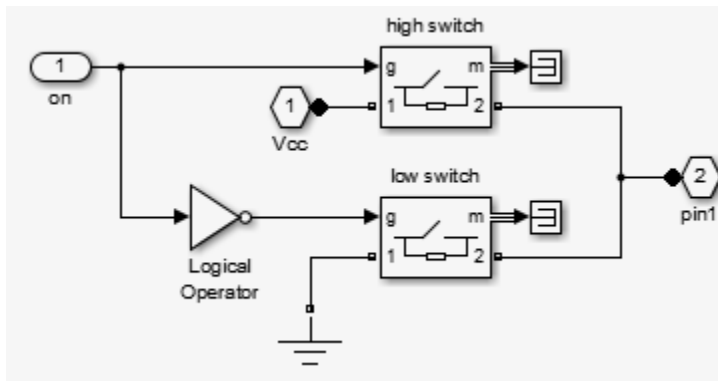 high switch
1
on
g
m
1
2
1
Vcc
2
pin1
low switch
g
m
1
2
Logical
Operator